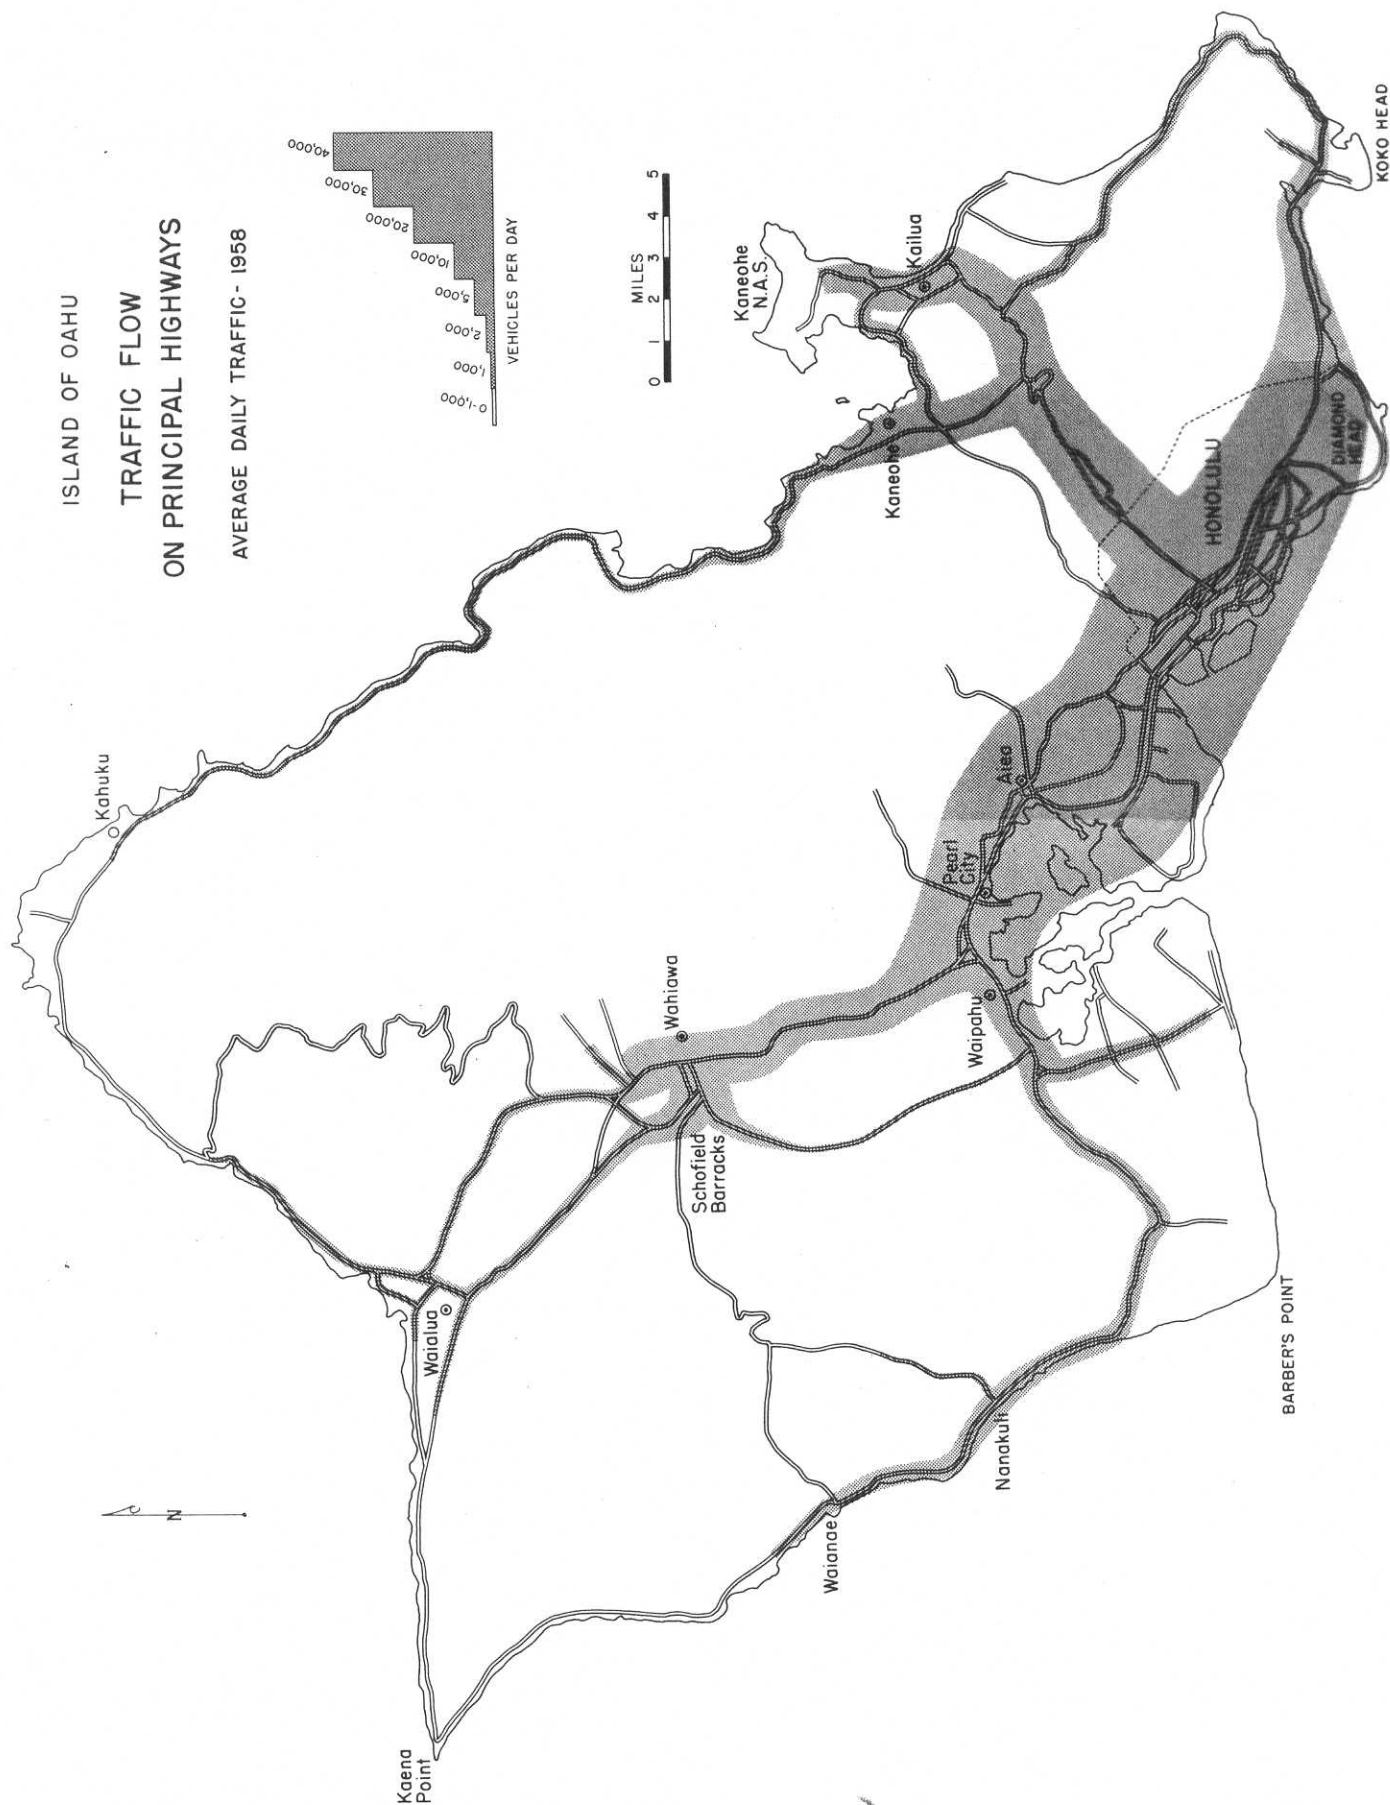 ISLAND OF OAHU
TRAFFIC FLOW
ON PRINCIPAL HIGHWAYS
AVERAGE DAILY TRAFFIC - 1958
0-1,000
1,000
2,000
5,000
10,000
20,000
30,000
40,000
VEHICLES PER DAY
MILES
0 1 2 3 4 5
N
Kahuku
Kaena
Point
Waialua
Wahiawa
Schofield
Barracks
Waianae
Nanakuli
Waipahu
Pearl
City
Aiea
Kaneohe
Kaneohe
N.A.S.
Kailua
HONOLULU
DIAMOND
HEAD
KOKO HEAD
BARBER'S POINT